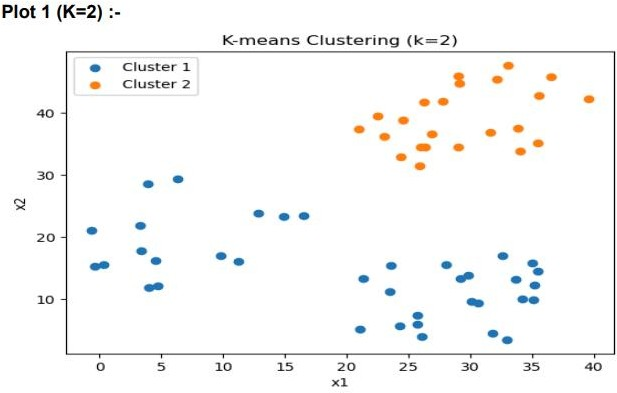 Plot 1 (K=2) :-
K-means Clustering (k=2)
Cluster 1
Cluster 2
40
30
20
10
x2
0 5 10 15 20 25 30 35 40
x1